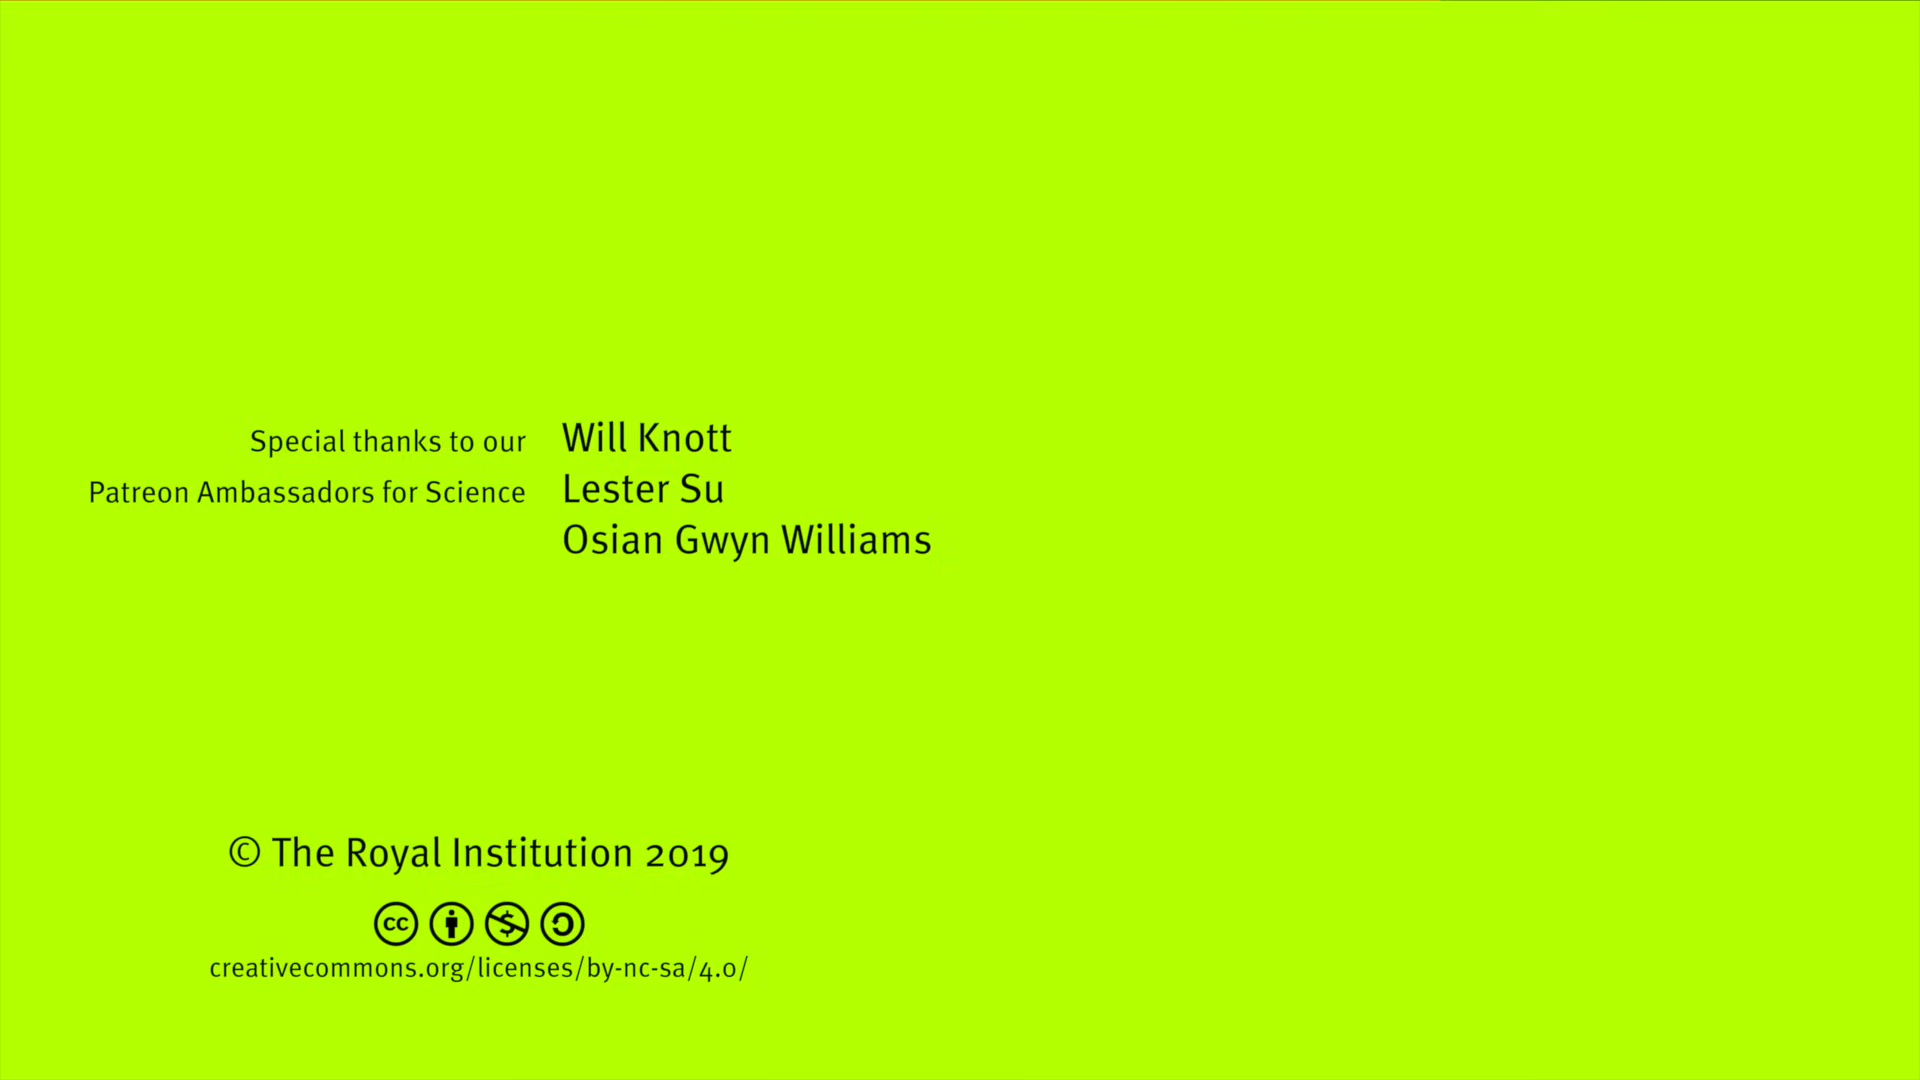 Special thanks to our
Patreon Ambassadors for Science
Will Knott
Lester Su
Osian Gwyn Williams
© The Royal Institution 2019
cc
creativecommons.org/licenses/by-nc-sa/4.0/